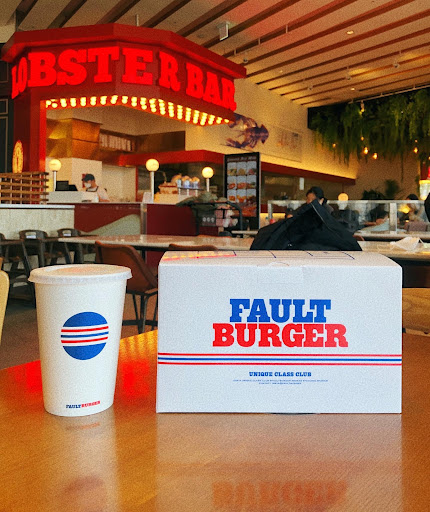 LOBSTER BAR
FAULT
BURGER
UNIQUE CLASS CLUB
FAULTBURGER